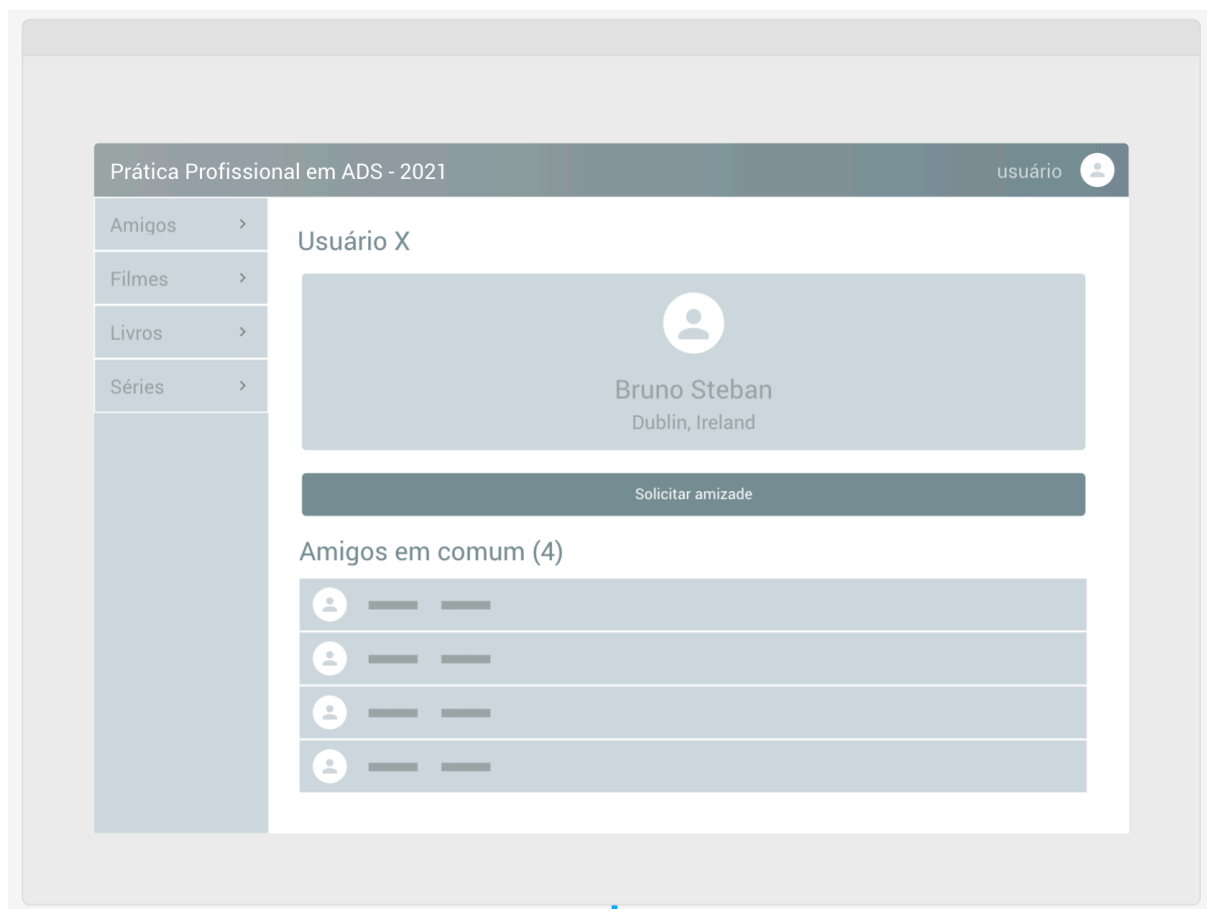 Prática Profissional em ADS - 2021
usuário
Amigos
Filmes
Livros
Séries
Usuário X
Bruno Steban
Dublin, Ireland
Solicitar amizade
Amigos em comum (4)